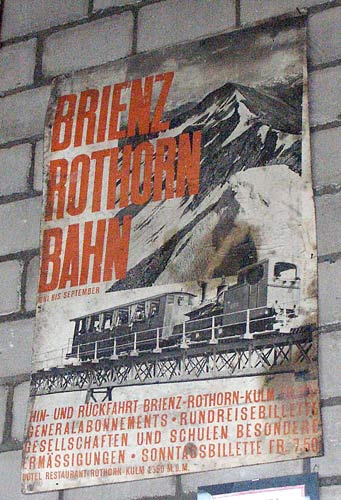 BRIENZ
ROTHORN
BAHN
BIS SEPTEMBER
HIN- UND RÜCKFAHRT BRIENZ-ROTHORN-KULM
GENERALABONNEMENTS · RUNDREISEBILLETTE
GESELLSCHAFTEN UND SCHULEN BESONDERE
ERMÄSSIGUNGEN · SONNTAGSBILLETTE FR. 7.50
HOTEL RESTAURANT ROTHORN-KULM 2350 M.Ü.M.